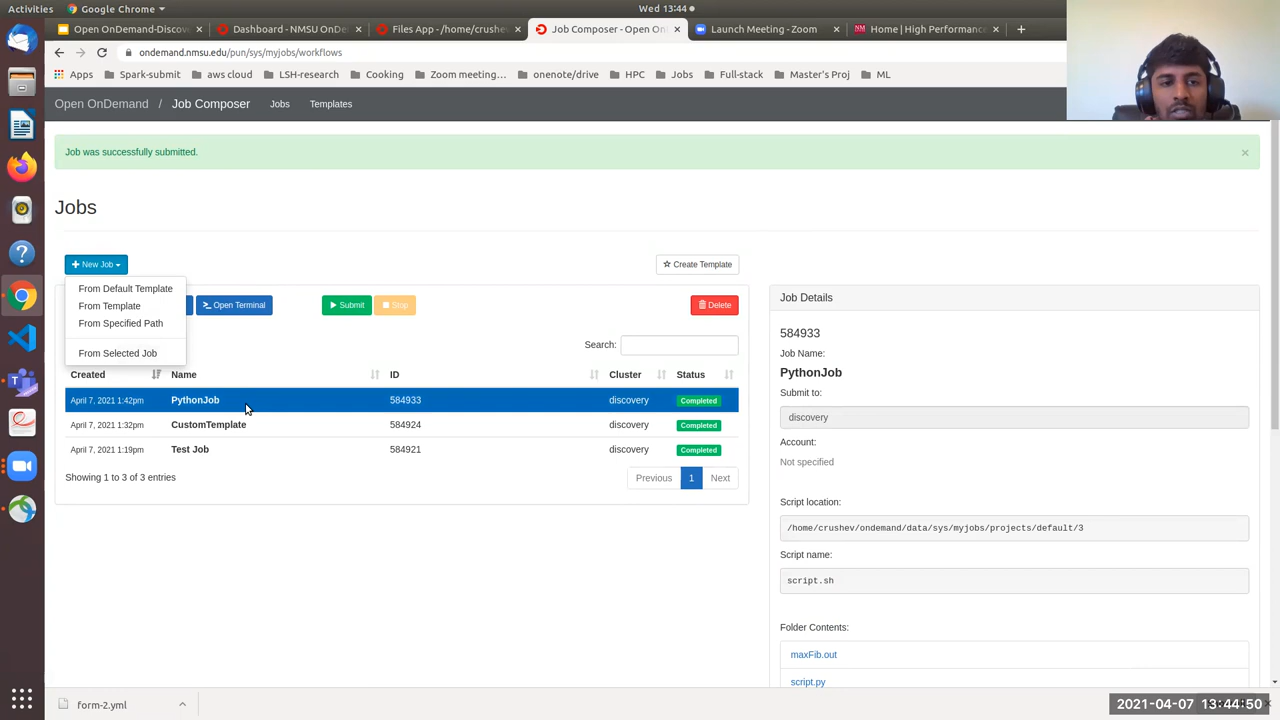 Activities
Google Chrome
Wed 13:44
Open OnDemand-Discov
Dashboard - NMSU OnDe
Files App - /home/crushe
Job Composer - Open On
Launch Meeting - Zoom
Home | High Performance
ondemand.nmsu.edu/pun/sys/myjobs/workflows
Apps
Spark-submit
aws cloud
LSH-research
Cooking
Zoom meeting…
onenote/drive
HPC
Jobs
Full-stack
Master's Proj
ML
Open OnDemand / Job Composer Jobs Templates
Job was successfully submitted.
×
Jobs
+ New Job
Create Template
From Default Template
From Template
From Specified Path
From Selected Job
Open Terminal
Submit
Stop
Delete
Search:
Created Name ID Cluster Status
April 7, 2021 1:42pm PythonJob 584933 discovery Completed
April 7, 2021 1:32pm CustomTemplate 584924 discovery Completed
April 7, 2021 1:19pm Test Job 584921 discovery Completed
Showing 1 to 3 of 3 entries
Previous 1 Next
Job Details
584933
Job Name:
PythonJob
Submit to:
discovery
Account:
Not specified
Script location:
/home/crushev/ondemand/data/sys/myjobs/projects/default/3
Script name:
script.sh
Folder Contents:
maxFib.out
script.py
form-2.yml
2021-04-07 13:44:50